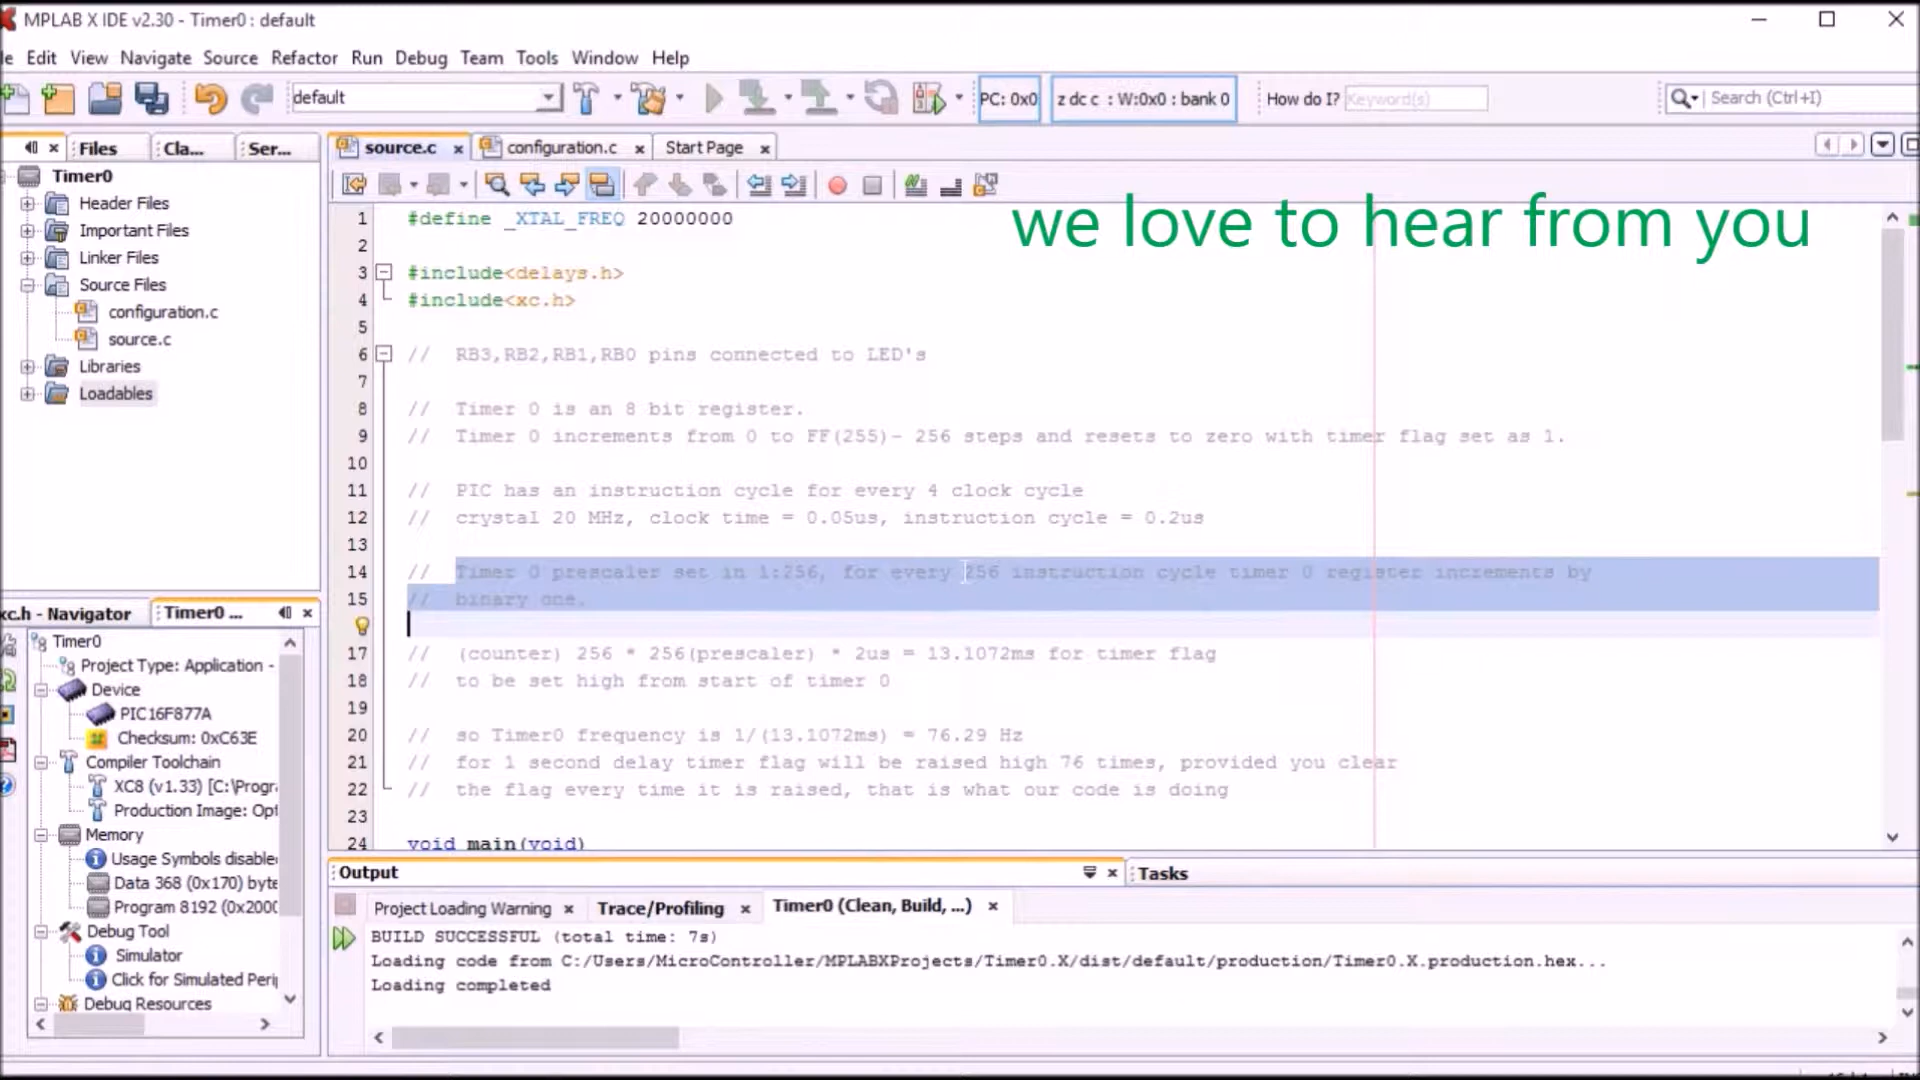 MPLAB X IDE v2.30 - Timer0 : default
le Edit View Navigate Source Refactor Run Debug Team Tools Window Help
default
PC: 0x0
z dc c : W:0x0 : bank 0
How do I? Keyword(s)
Search (Ctrl+I)
Files Cla... Ser...
source.c configuration.c Start Page
we love to hear from you
Timer0
Header Files
Important Files
Linker Files
Source Files
configuration.c
source.c
Libraries
Loadables
1 #define _XTAL_FREQ 20000000
2
3 #include<delays.h>
4 #include<xc.h>
5
6 // RB3,RB2,RB1,RB0 pins connected to LED's
7
8 // Timer 0 is an 8 bit register.
9 // Timer 0 increments from 0 to FF(255)- 256 steps and resets to zero with timer flag set as 1.
10
11 // PIC has an instruction cycle for every 4 clock cycle
12 // crystal 20 MHz, clock time = 0.05us, instruction cycle = 0.2us
13
14 // Timer 0 prescaler set in 1:256, for every 256 instruction cycle timer 0 register increments by
15 // binary one.
17 // (counter) 256 * 256(prescaler) * 2us = 13.1072ms for timer flag
18 // to be set high from start of timer 0
19
20 // so Timer0 frequency is 1/(13.1072ms) = 76.29 Hz
21 // for 1 second delay timer flag will be raised high 76 times, provided you clear
22 // the flag every time it is raised, that is what our code is doing
23
24 void main(void)
xc.h - Navigator Timer0 ...
Timer0
Project Type: Application -
Device
PIC16F877A
Checksum: 0xC63E
Compiler Toolchain
XC8 (v1.33) [C:\Progr
Production Image: Opt
Memory
Usage Symbols disable
Data 368 (0x170) byte
Program 8192 (0x2000
Debug Tool
Simulator
Click for Simulated Peri
Debug Resources
Output
Tasks
Project Loading Warning Trace/Profiling Timer0 (Clean, Build, ...)
BUILD SUCCESSFUL (total time: 7s)
Loading code from C:/Users/MicroController/MPLABXProjects/Timer0.X/dist/default/production/Timer0.X.production.hex...
Loading completed